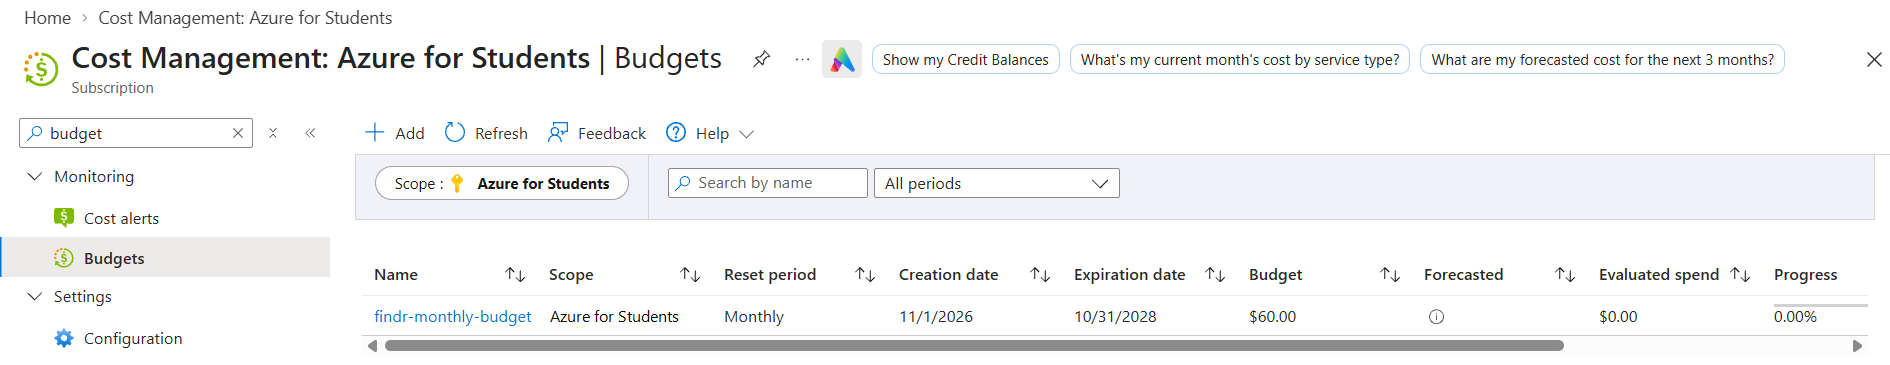 Home > Cost Management: Azure for Students
Cost Management: Azure for Students | Budgets
Show my Credit Balances
What's my current month's cost by service type?
What are my forecasted cost for the next 3 months?
Subscription
budget
Add
Refresh
Feedback
Help
Monitoring
Cost alerts
Budgets
Settings
Configuration
Scope : Azure for Students
Search by name
All periods
Name Scope Reset period Creation date Expiration date Budget Forecasted Evaluated spend Progress
findr-monthly-budget Azure for Students Monthly 11/1/2026 10/31/2028 $60.00 $0.00 0.00%